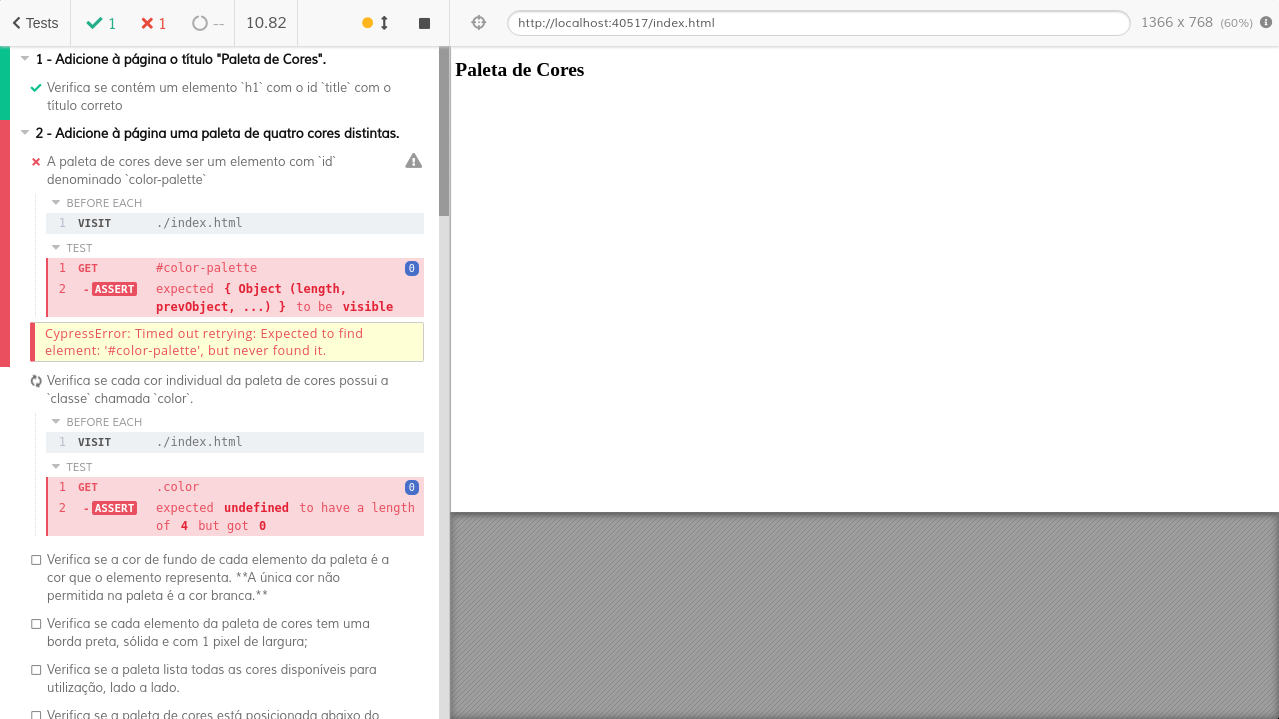 Tests 1 1 -- 10.82 http://localhost:40517/index.html 1366 x 768 (60%)
1 - Adicione à página o título "Paleta de Cores".
Verifica se contém um elemento `h1` com o id `title` com o
título correto
2 - Adicione à página uma paleta de quatro cores distintas.
A paleta de cores deve ser um elemento com `id`
denominado `color-palette`
BEFORE EACH
1 VISIT ./index.html
TEST
1 GET #color-palette 0
2 -ASSERT expected { Object (length,
prevObject, ...) } to be visible
CypressError: Timed out retrying: Expected to find
element: '#color-palette', but never found it.
Verifica se cada cor individual da paleta de cores possui a
`classe` chamada `color`.
BEFORE EACH
1 VISIT ./index.html
TEST
1 GET .color 0
2 -ASSERT expected undefined to have a length
of 4 but got 0
Verifica se a cor de fundo de cada elemento da paleta é a
cor que o elemento representa. **A única cor não
permitida na paleta é a cor branca.**
Verifica se cada elemento da paleta de cores tem uma
borda preta, sólida e com 1 pixel de largura;
Verifica se a paleta lista todas as cores disponíveis para
utilização, lado a lado.
Verifica se a paleta de cores está posicionada abaixo do
Paleta de Cores